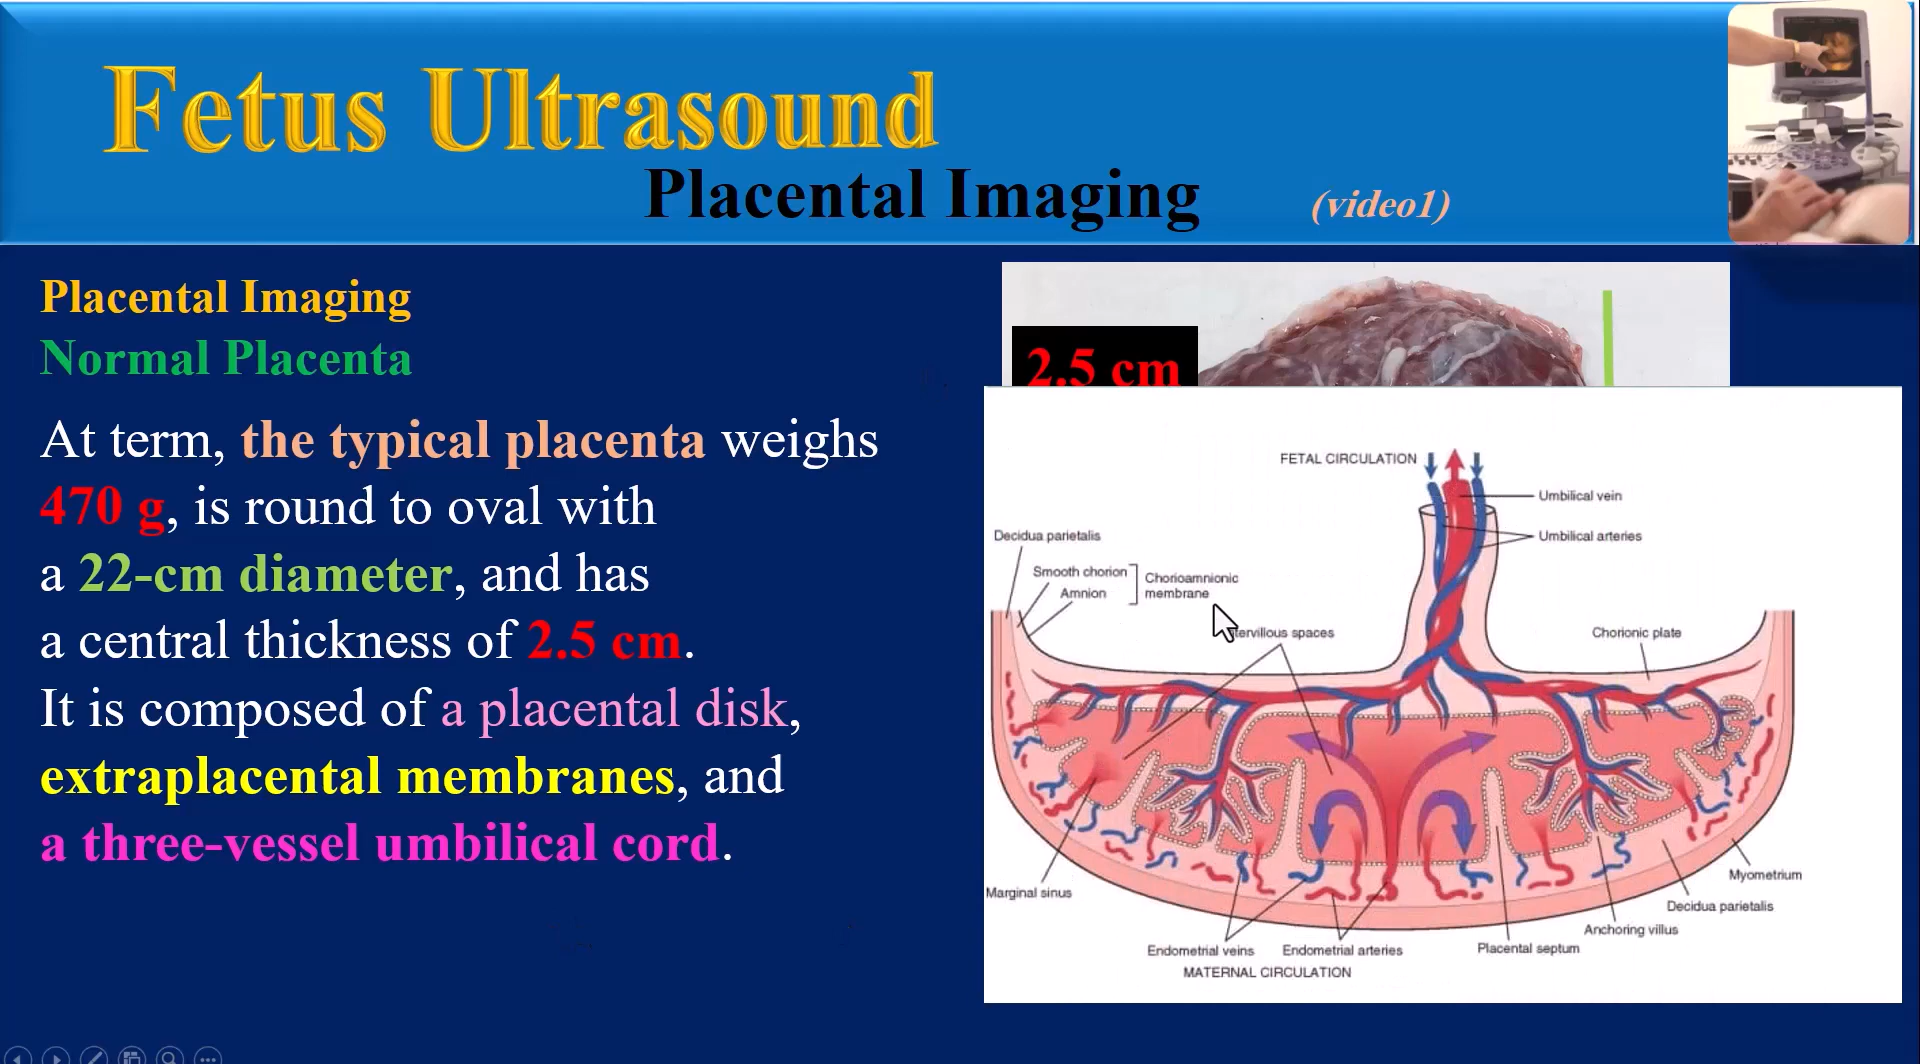 Fetus Ultrasound
Placental Imaging (video1)
Placental Imaging
Normal Placenta
At term, the typical placenta weighs
470 g, is round to oval with
a 22-cm diameter, and has
a central thickness of 2.5 cm.
It is composed of a placental disk,
extraplacental membranes, and
a three-vessel umbilical cord.
2.5 cm
FETAL CIRCULATION
Umbilical vein
Umbilical arteries
Decidua parietalis
Smooth chorion
Amnion
Chorioamnionic
membrane
tervillous spaces
Chorionic plate
Marginal sinus
Myometrium
Decidua parietalis
Anchoring villus
Placental septum
Endometrial veins
Endometrial arteries
MATERNAL CIRCULATION